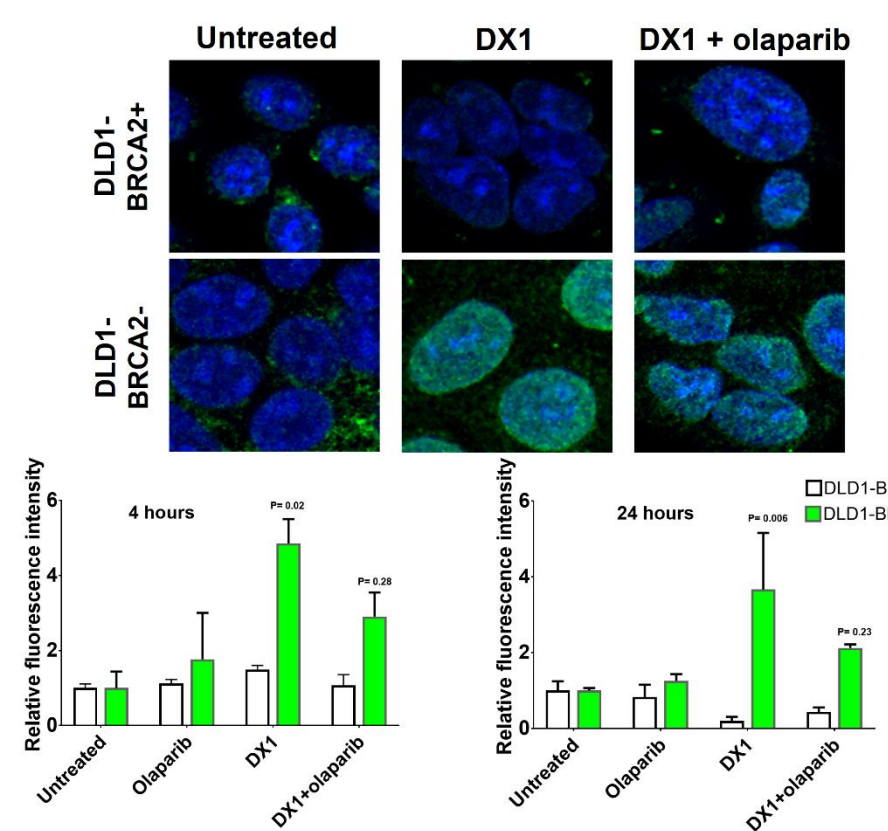 Untreated
DX1
DX1 + olaparib
DLD1-
BRCA2+
DLD1-
BRCA2-
Relative fluorescence intensity
6
4
2
0
4 hours
P= 0.02
P= 0.28
Untreated
Olaparib
DX1
DX1+olaparib
Relative fluorescence intensity
6
4
2
0
24 hours
P= 0.006
P= 0.23
DLD1-B
DLD1-B
Untreated
Olaparib
DX1
DX1+olaparib